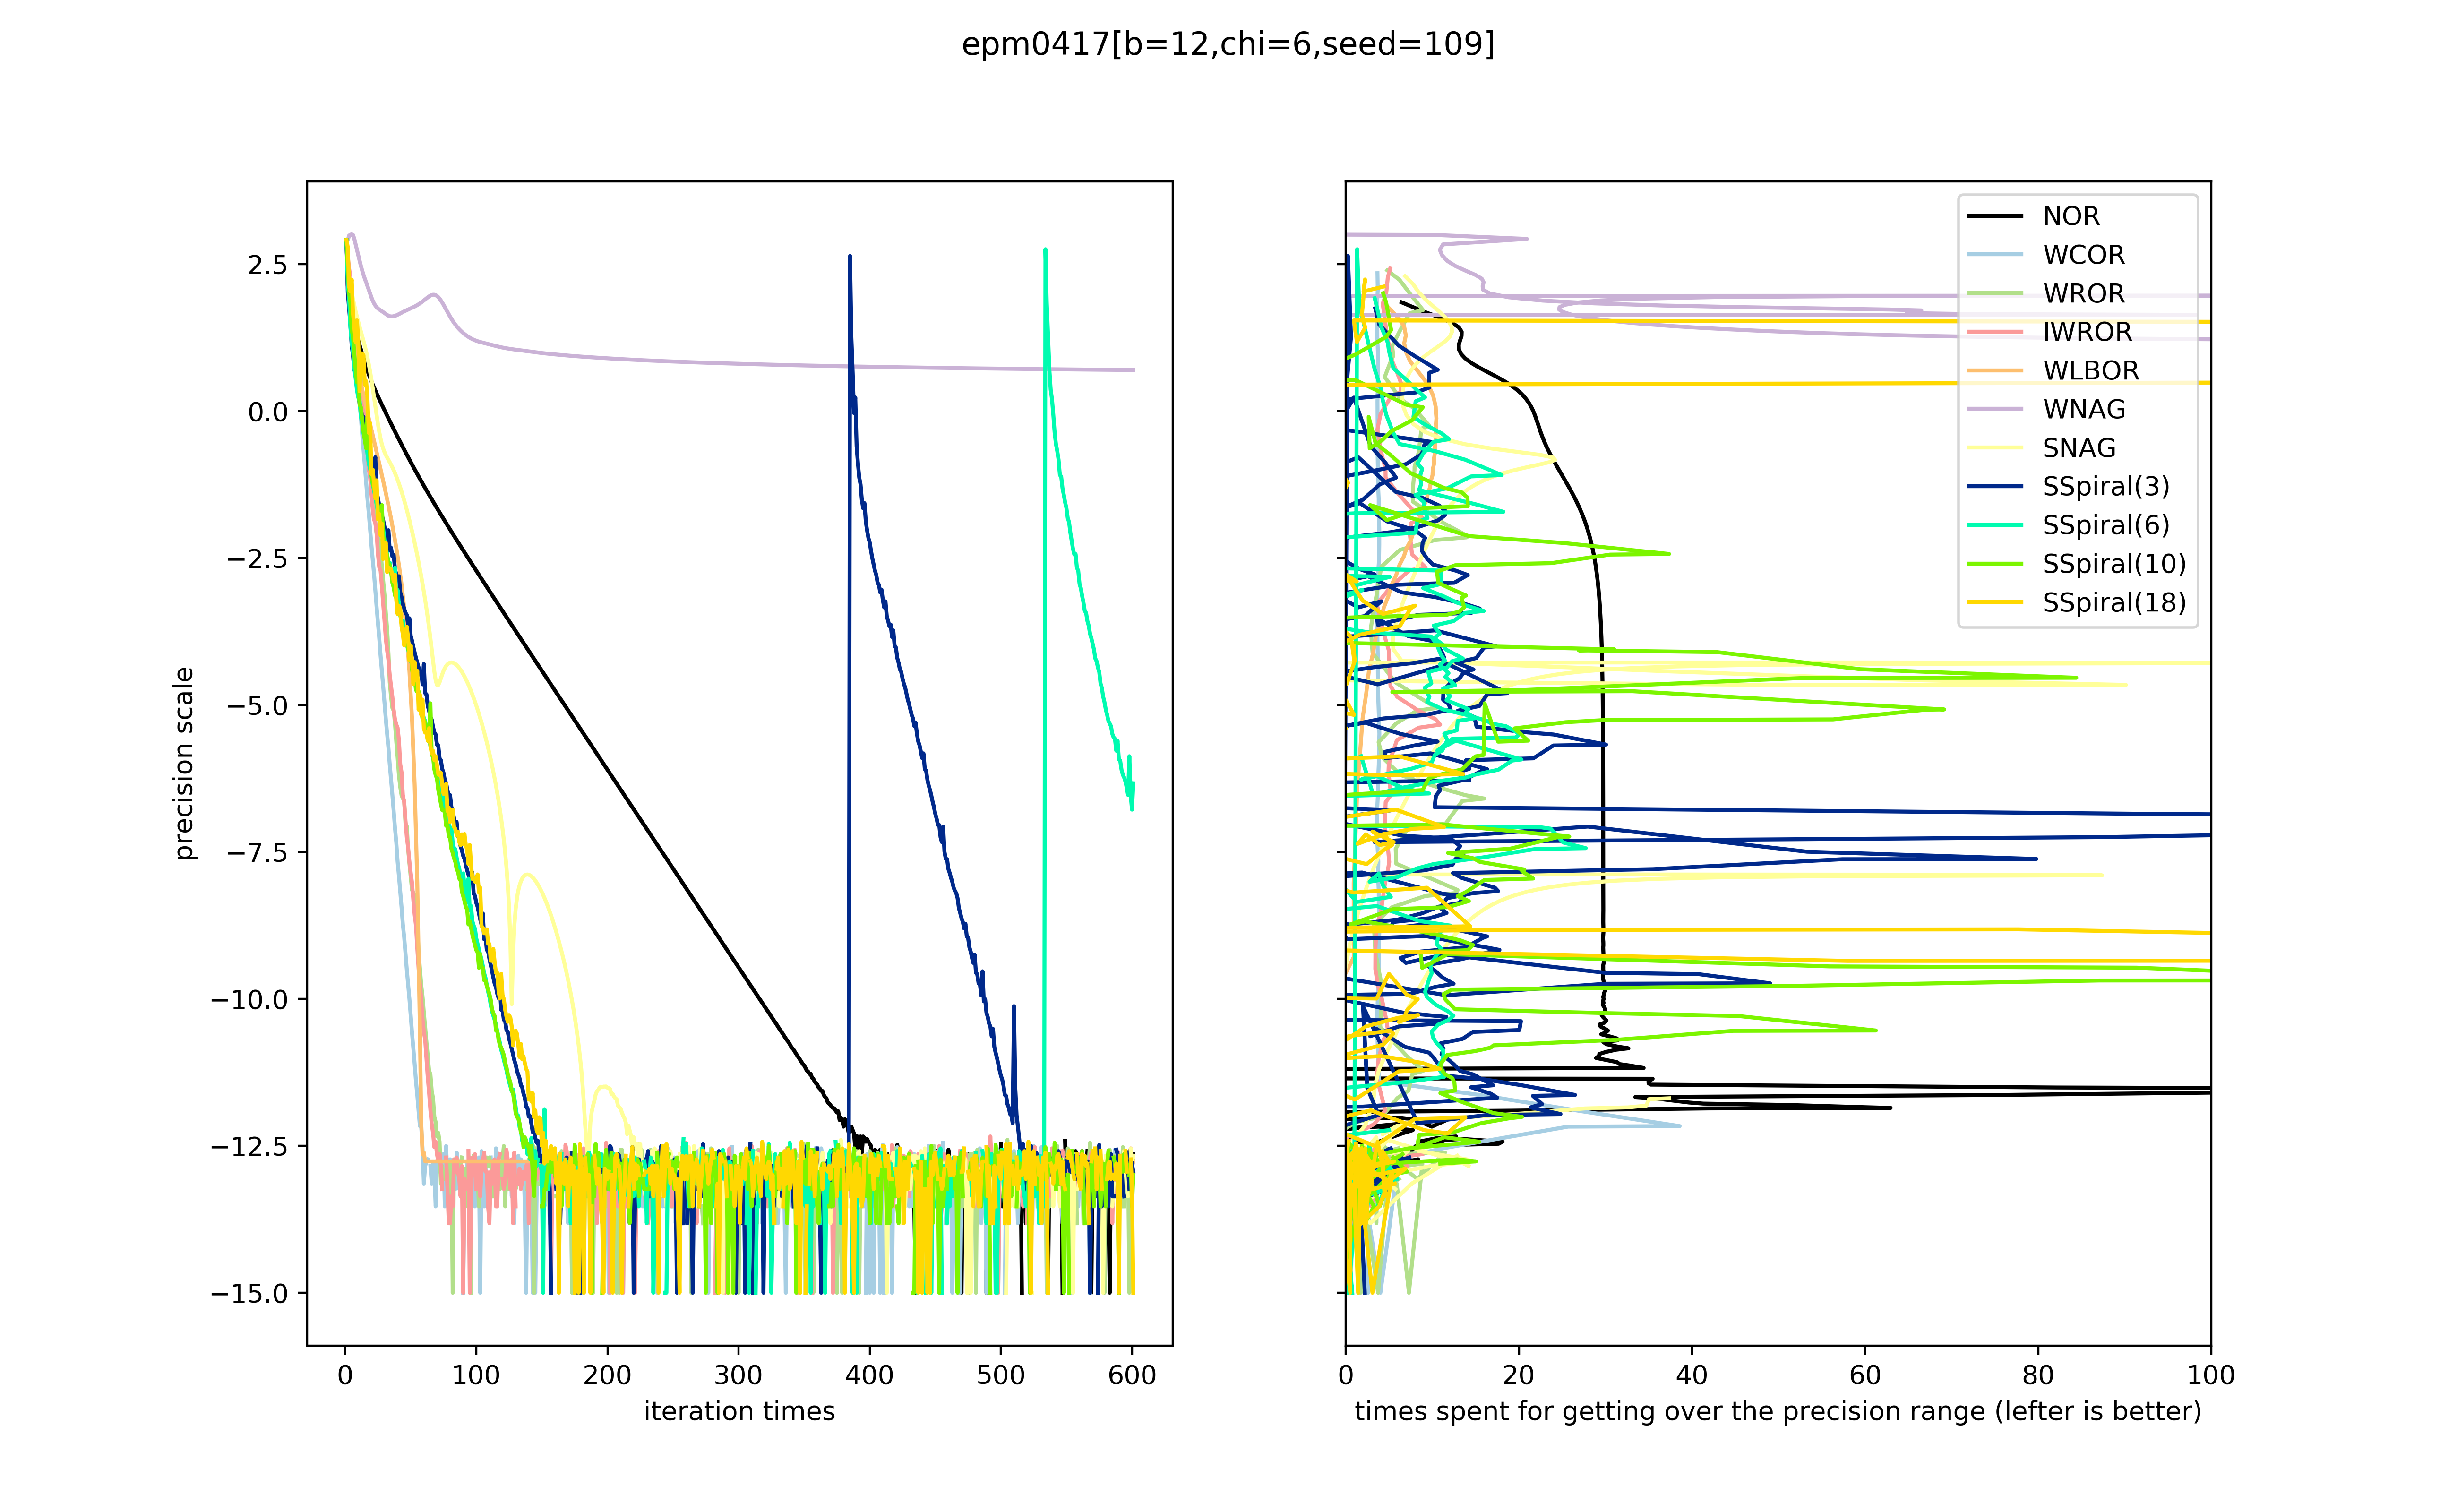 epm0417[b=12,chi=6,seed=109]
precision scale
2.5
0.0
−2.5
−5.0
−7.5
−10.0
−12.5
−15.0
0 100 200 300 400 500 600
iteration times
NOR
WCOR
WROR
IWROR
WLBOR
WNAG
SNAG
SSpiral(3)
SSpiral(6)
SSpiral(10)
SSpiral(18)
0 20 40 60 80 100
times spent for getting over the precision range (lefter is better)